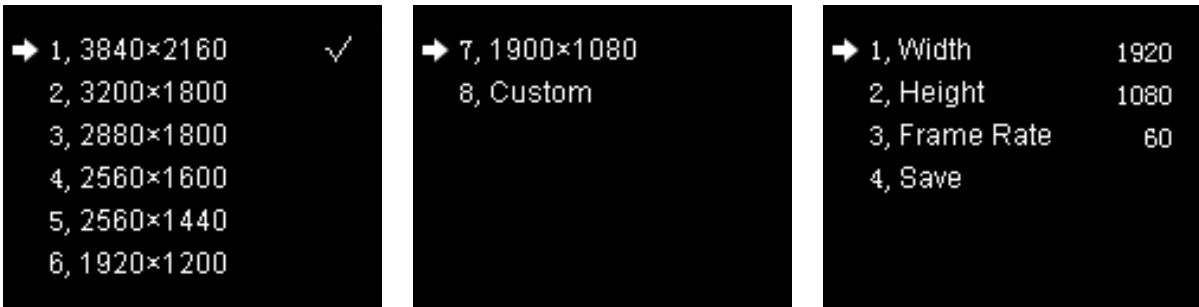 1, 3840×2160 √
2, 3200×1800
3, 2880×1800
4, 2560×1600
5, 2560×1440
6, 1920×1200
7, 1900×1080
8, Custom
1, Width 1920
2, Height 1080
3, Frame Rate 60
4, Save